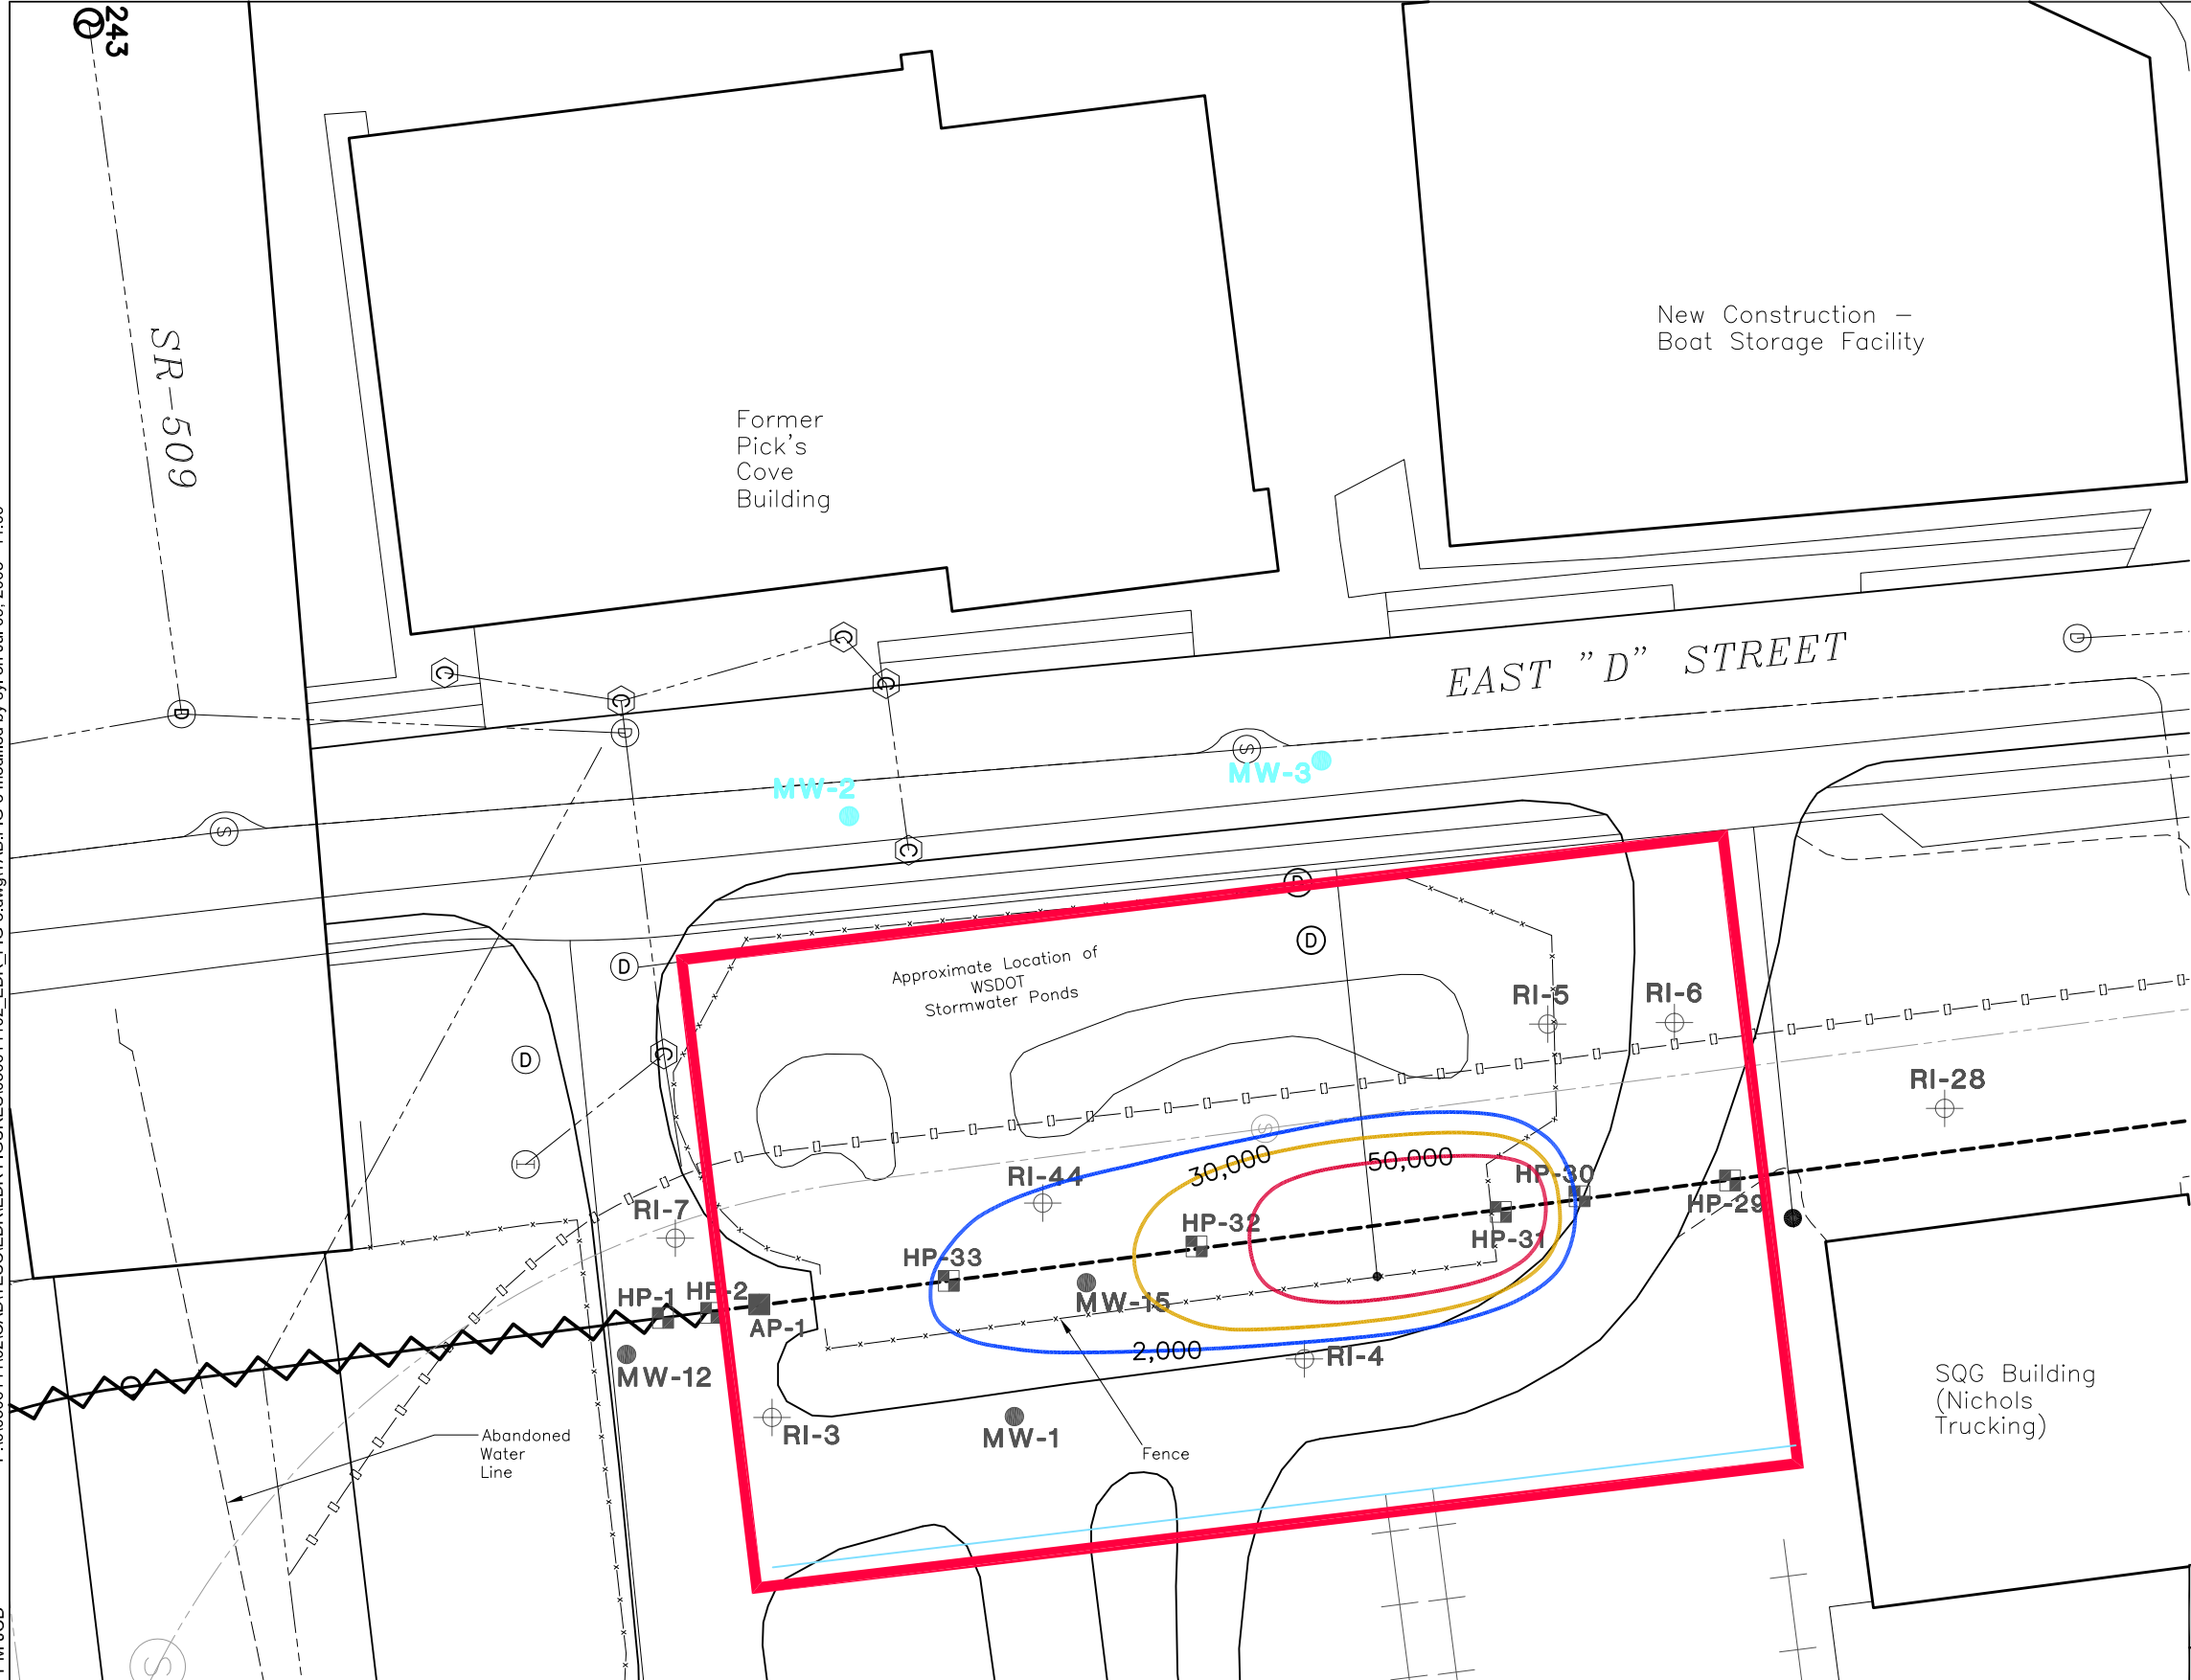 243
SR-509
Former
Pick's
Cove
Building
New Construction –
Boat Storage Facility
EAST "D" STREET
C
C
C
C
C
C
D
D
D
D
D
D
D
S
S
S
S
T
MW-2
MW-3
Approximate Location of
WSDOT
Stormwater Ponds
RI-5
RI-6
RI-28
RI-44
RI-7
30,000
50,000
HP-30
HP-29
HP-31
HP-32
HP-33
HP-1
HP-2
AP-1
MW-15
MW-12
2,000
RI-4
RI-3
MW-1
Fence
Abandoned
Water
Line
SQG Building
(Nichols
Trucking)